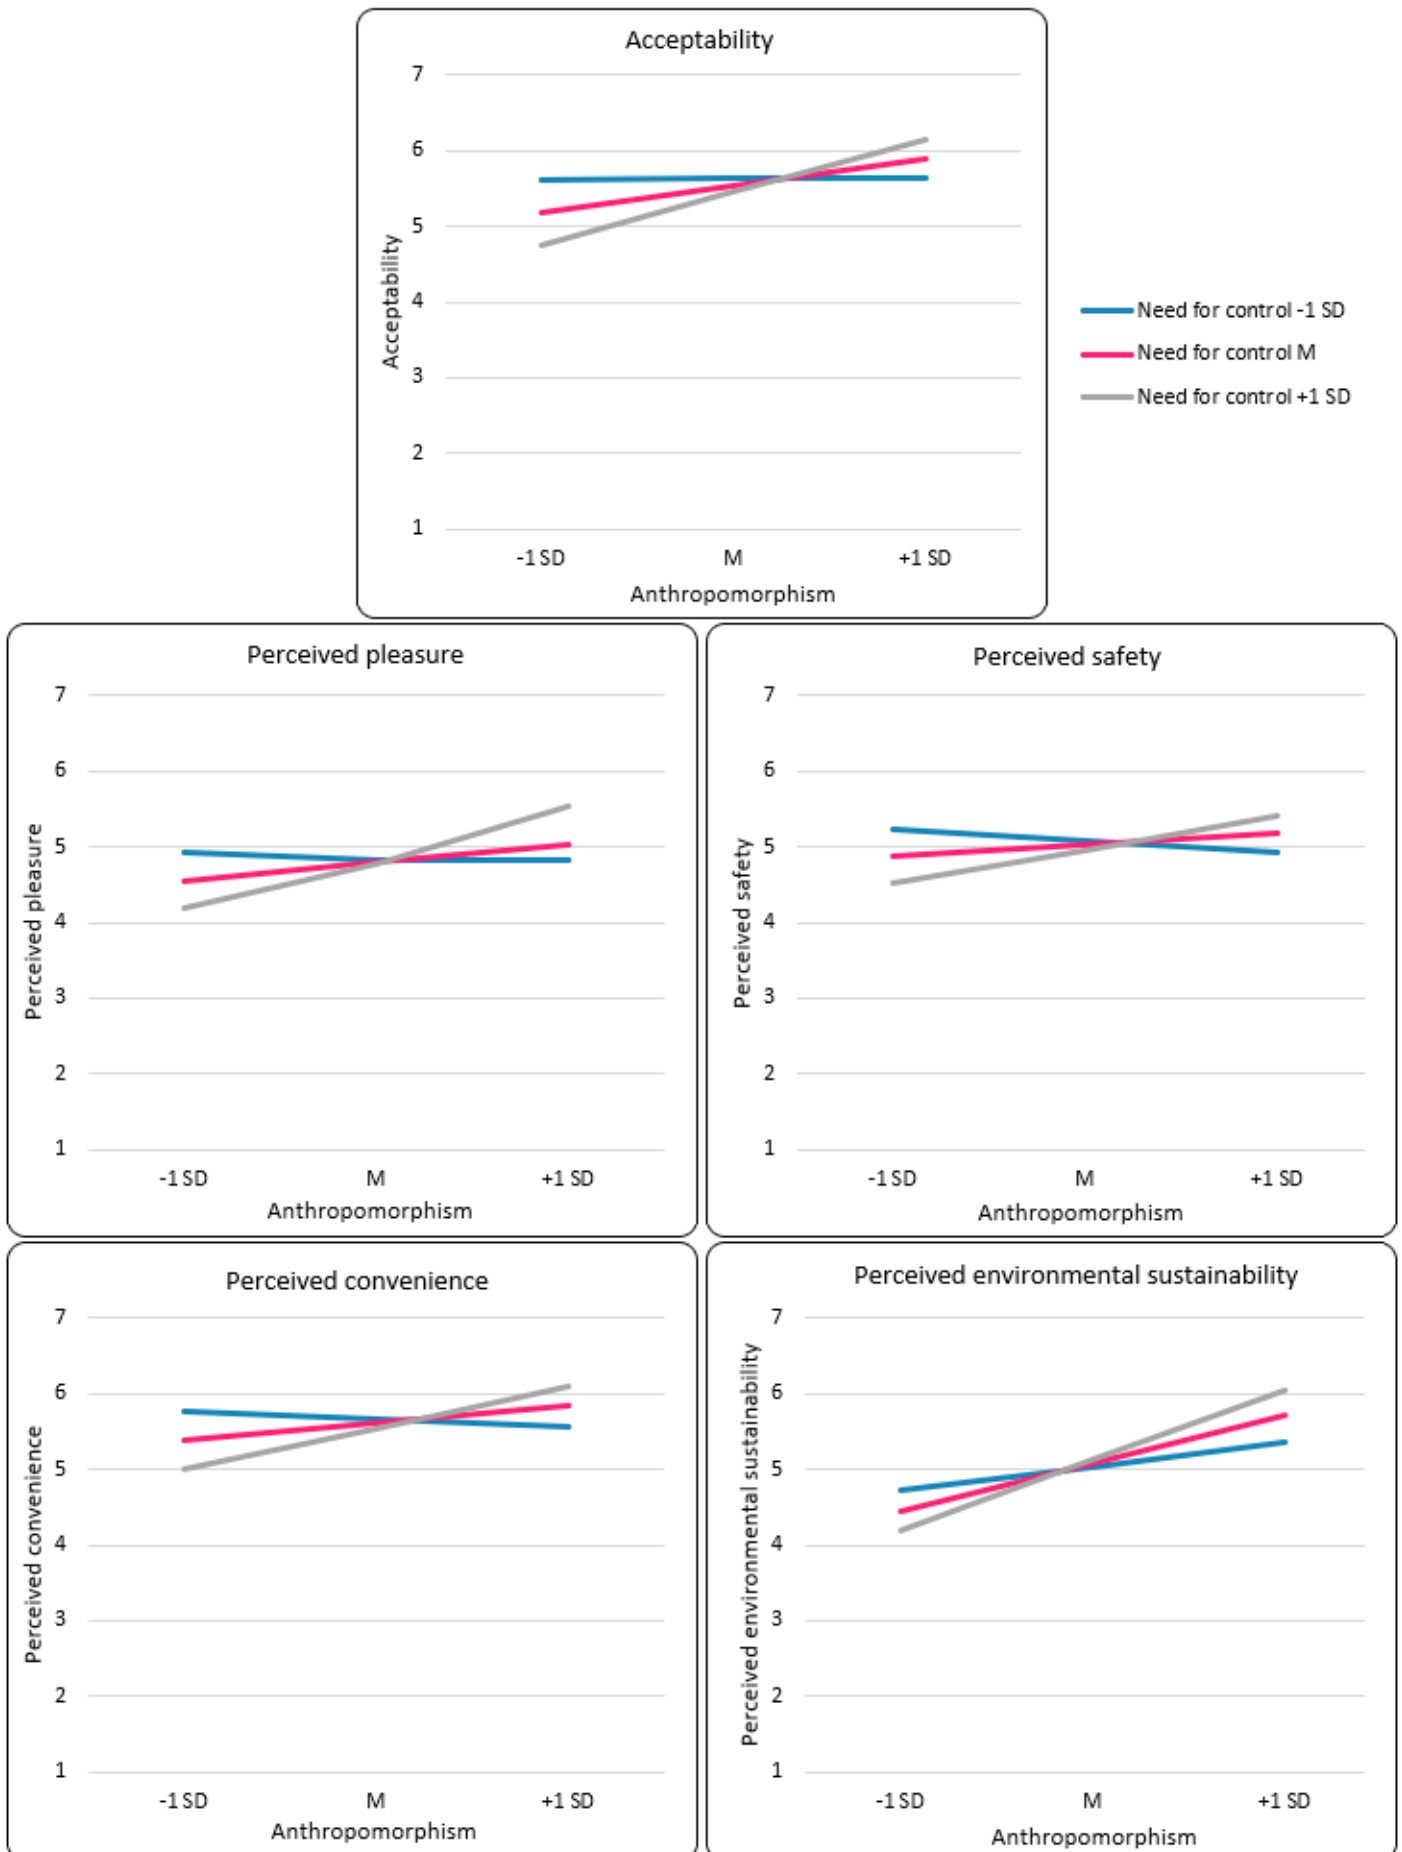 Acceptability
7
6
5
4
3
2
1
Acceptability
-1 SD M +1 SD
Anthropomorphism
Need for control -1 SD
Need for control M
Need for control +1 SD
Perceived pleasure
7
6
5
4
3
2
1
Perceived pleasure
-1 SD M +1 SD
Anthropomorphism
Perceived safety
7
6
5
4
3
2
1
Perceived safety
-1 SD M +1 SD
Anthropomorphism
Perceived convenience
7
6
5
4
3
2
1
Perceived convenience
-1 SD M +1 SD
Anthropomorphism
Perceived environmental sustainability
7
6
5
4
3
2
1
Perceived environmental sustainability
-1 SD M +1 SD
Anthropomorphism